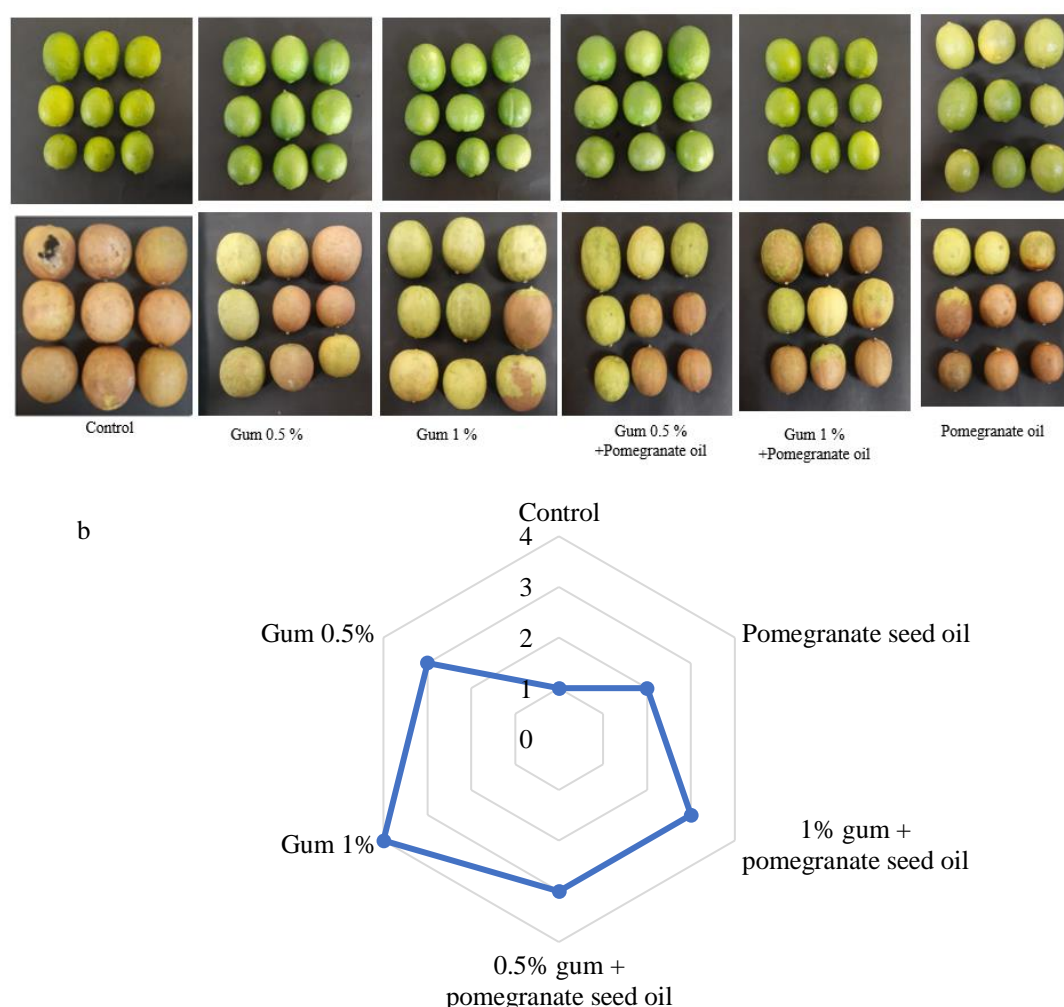 Control
Gum 0.5 %
Gum 1 %
Gum 0.5 %
+Pomegranate oil
Gum 1 %
+Pomegranate oil
Pomegranate oil
b
Control
4
3
2
1
0
Pomegranate seed oil
1% gum +
pomegranate seed oil
0.5% gum +
pomegranate seed oil
Gum 1%
Gum 0.5%